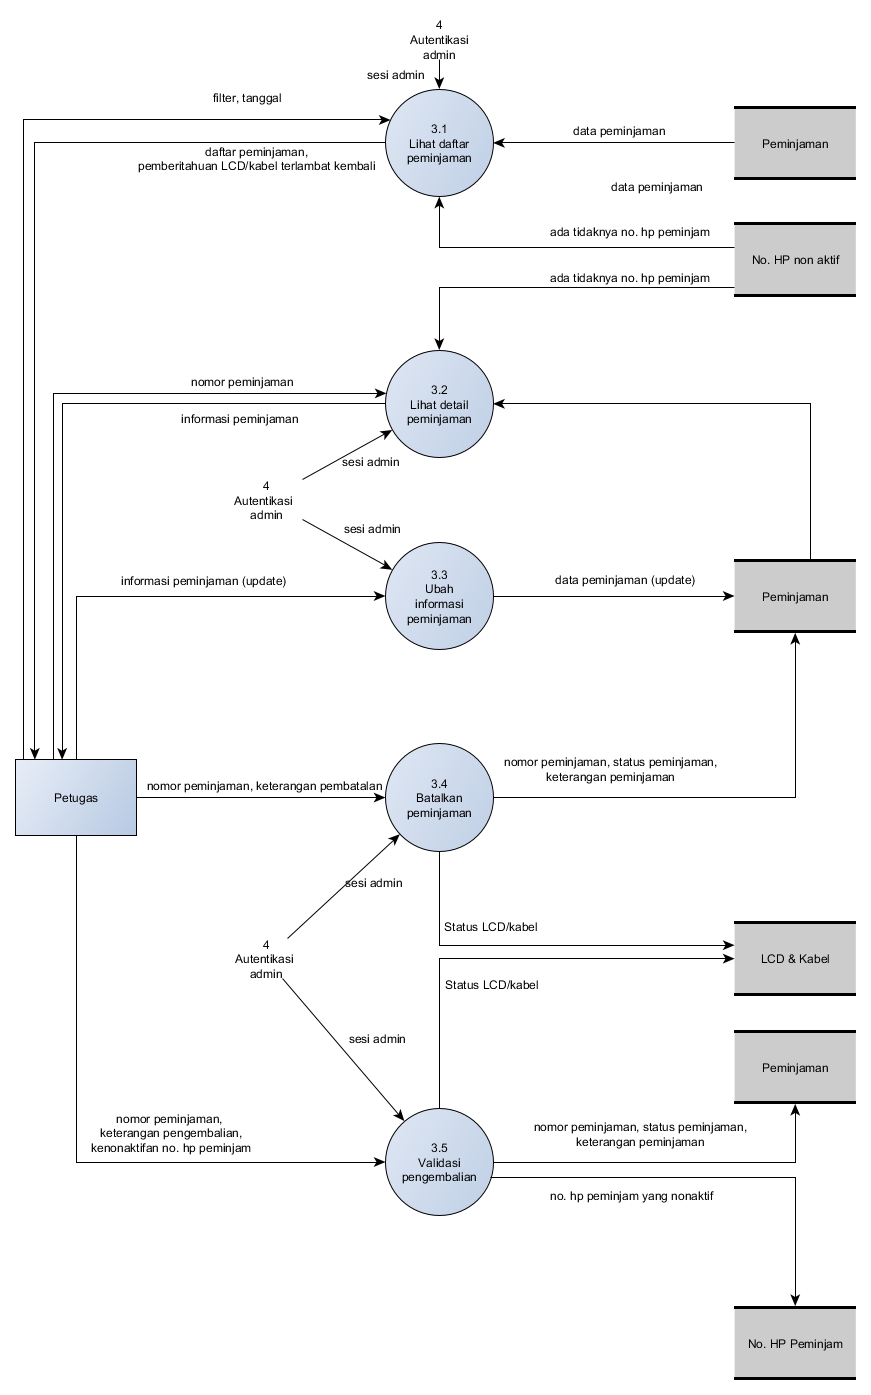 4
Autentikasi
admin
sesi admin
filter, tanggal
3.1
Lihat daftar
peminjaman
data peminjaman
Peminjaman
daftar peminjaman,
pemberitahuan LCD/kabel terlambat kembali
data peminjaman
ada tidaknya no. hp peminjam
No. HP non aktif
ada tidaknya no. hp peminjam
nomor peminjaman
3.2
Lihat detail
peminjaman
informasi peminjaman
sesi admin
4
Autentikasi
admin
sesi admin
informasi peminjaman (update)
3.3
Ubah
informasi
peminjaman
data peminjaman (update)
Peminjaman
Petugas
nomor peminjaman, keterangan pembatalan
3.4
Batalkan
peminjaman
nomor peminjaman, status peminjaman,
keterangan peminjaman
sesi admin
4
Autentikasi
admin
Status LCD/kabel
LCD & Kabel
Status LCD/kabel
sesi admin
Peminjaman
nomor peminjaman,
keterangan pengembalian,
kenonaktifan no. hp peminjam
3.5
Validasi
pengembalian
nomor peminjaman, status peminjaman,
keterangan peminjaman
no. hp peminjam yang nonaktif
No. HP Peminjam